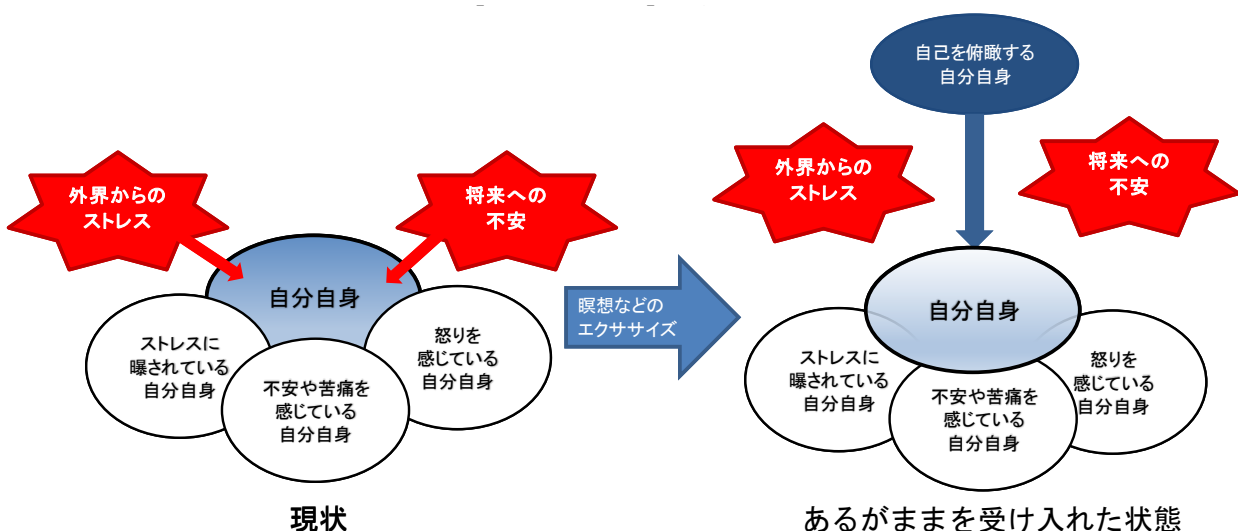 外界からの
ストレス
将来への
不安
自分自身
ストレスに
曝されている
自分自身
不安や苦痛を
感じている
自分自身
怒りを
感じている
自分自身
現状
瞑想などの
エクササイズ
自己を俯瞰する
自分自身
外界からの
ストレス
将来への
不安
自分自身
ストレスに
曝されている
自分自身
不安や苦痛を
感じている
自分自身
怒りを
感じている
自分自身
あるがままを受け入れた状態